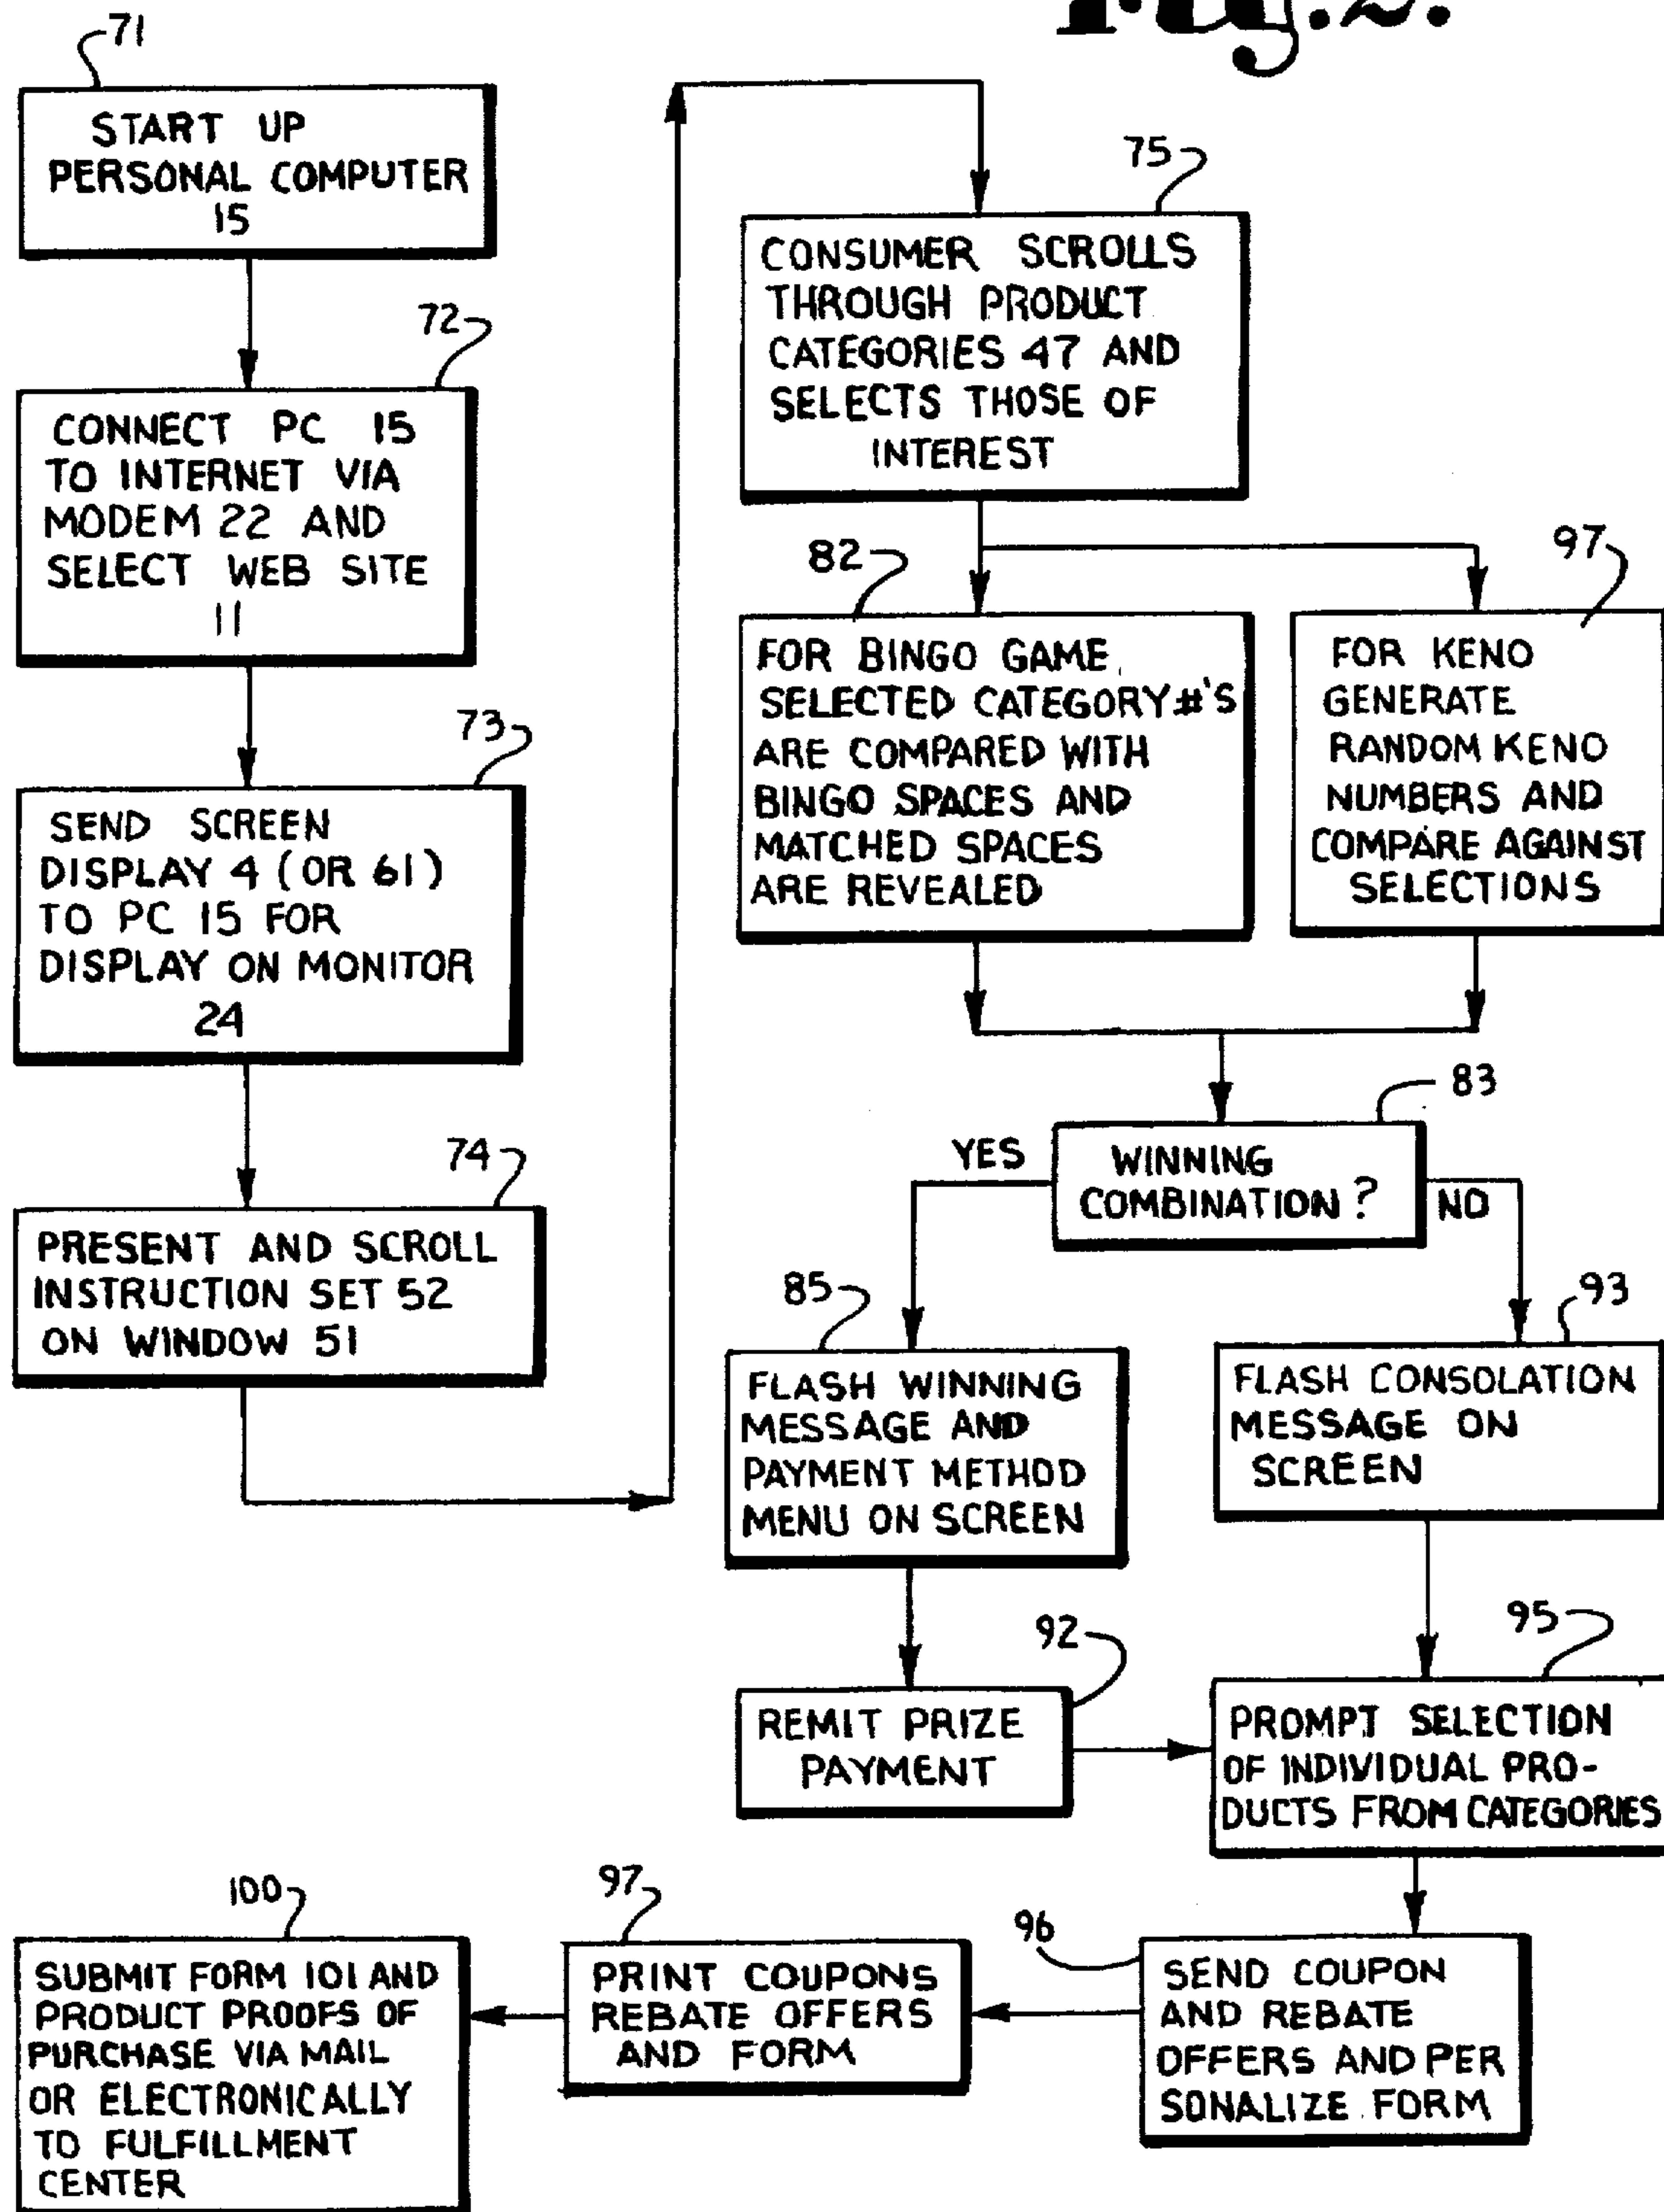 Fig.2.
71
START UP
PERSONAL COMPUTER
15
72
CONNECT PC 15
TO INTERNET VIA
MODEM 22 AND
SELECT WEB SITE
11
73
SEND SCREEN
DISPLAY 4 (OR 61)
TO PC 15 FOR
DISPLAY ON MONITOR
24
74
PRESENT AND SCROLL
INSTRUCTION SET 52
ON WINDOW 51
75
CONSUMER SCROLLS
THROUGH PRODUCT
CATEGORIES 47 AND
SELECTS THOSE OF
INTEREST
82
FOR BINGO GAME,
SELECTED CATEGORY #'S
ARE COMPARED WITH
BINGO SPACES AND
MATCHED SPACES
ARE REVEALED
97
FOR KENO
GENERATE
RANDOM KENO
NUMBERS AND
COMPARE AGAINST
SELECTIONS
83
WINNING
COMBINATION?
YES
NO
85
FLASH WINNING
MESSAGE AND
PAYMENT METHOD
MENU ON SCREEN
93
FLASH CONSOLATION
MESSAGE ON
SCREEN
92
REMIT PRIZE
PAYMENT
95
PROMPT SELECTION
OF INDIVIDUAL PRO-
DUCTS FROM CATEGORIES
96
SEND COUPON
AND REBATE
OFFERS AND PER
SONALIZE FORM
97
PRINT COUPONS
REBATE OFFERS
AND FORM
100
SUBMIT FORM 101 AND
PRODUCT PROOFS OF
PURCHASE VIA MAIL
OR ELECTRONICALLY
TO FULFILLMENT
CENTER